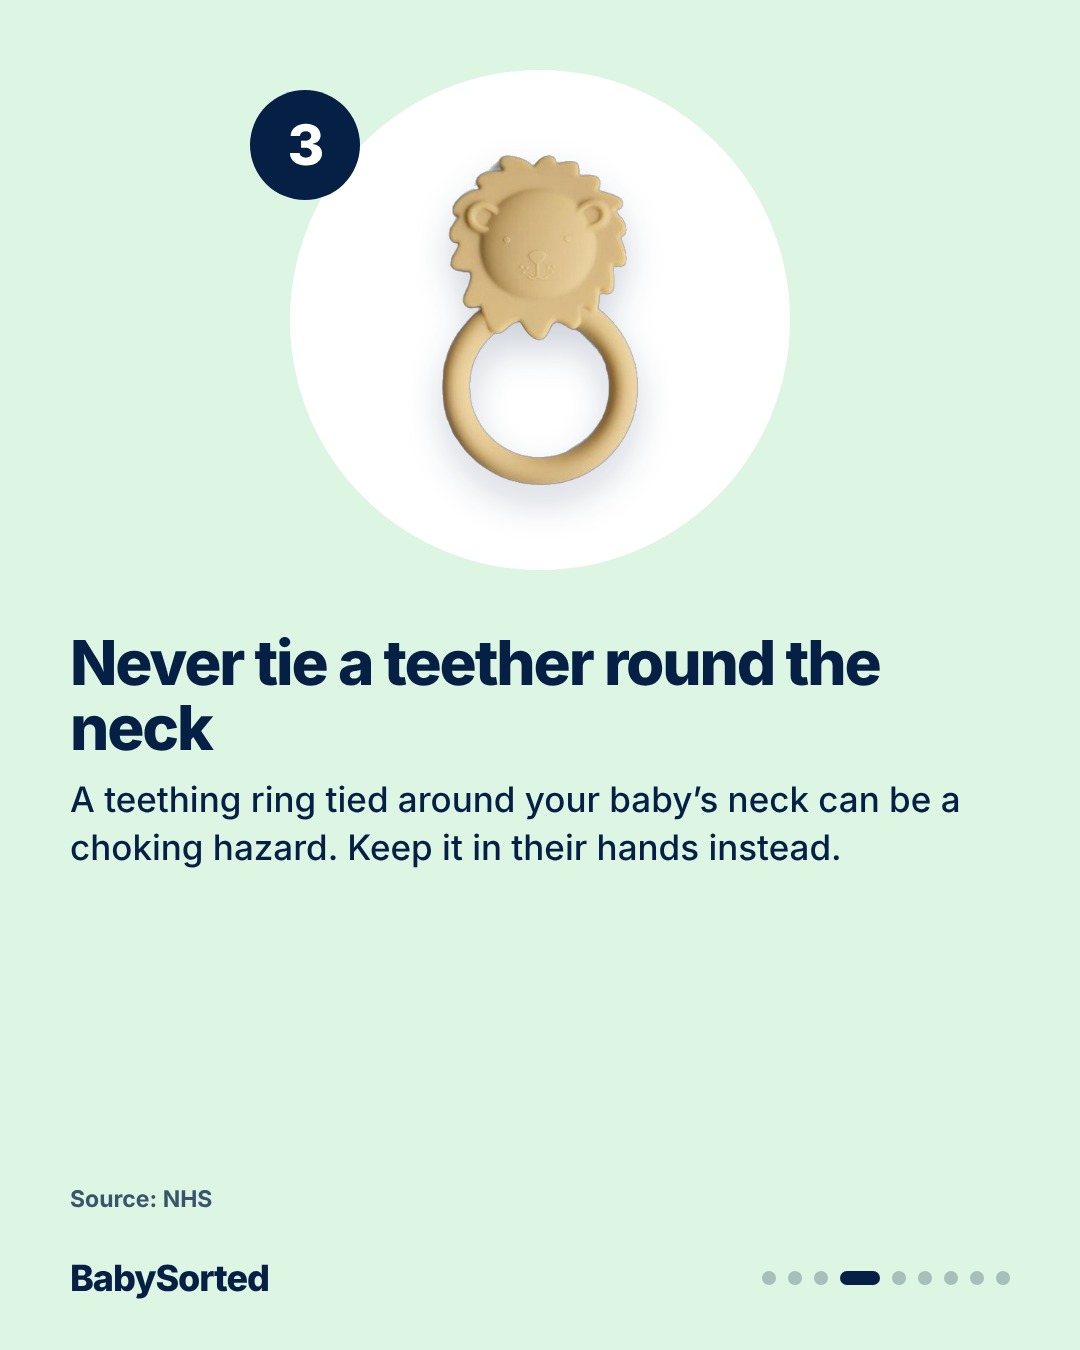 3
Never tie a teether round the
neck
A teething ring tied around your baby’s neck can be a
choking hazard. Keep it in their hands instead.
Source: NHS
BabySorted